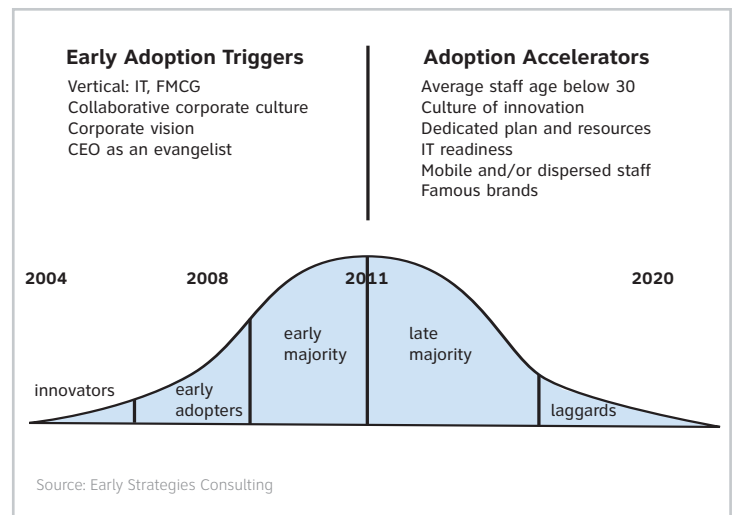 Early Adoption Triggers
Vertical: IT, FMCG
Collaborative corporate culture
Corporate vision
CEO as an evangelist
Adoption Accelerators
Average staff age below 30
Culture of innovation
Dedicated plan and resources
IT readiness
Mobile and/or dispersed staff
Famous brands
2004
2008
2011
2020
innovators
early
adopters
early
majority
late
majority
laggards
Source: Early Strategies Consulting